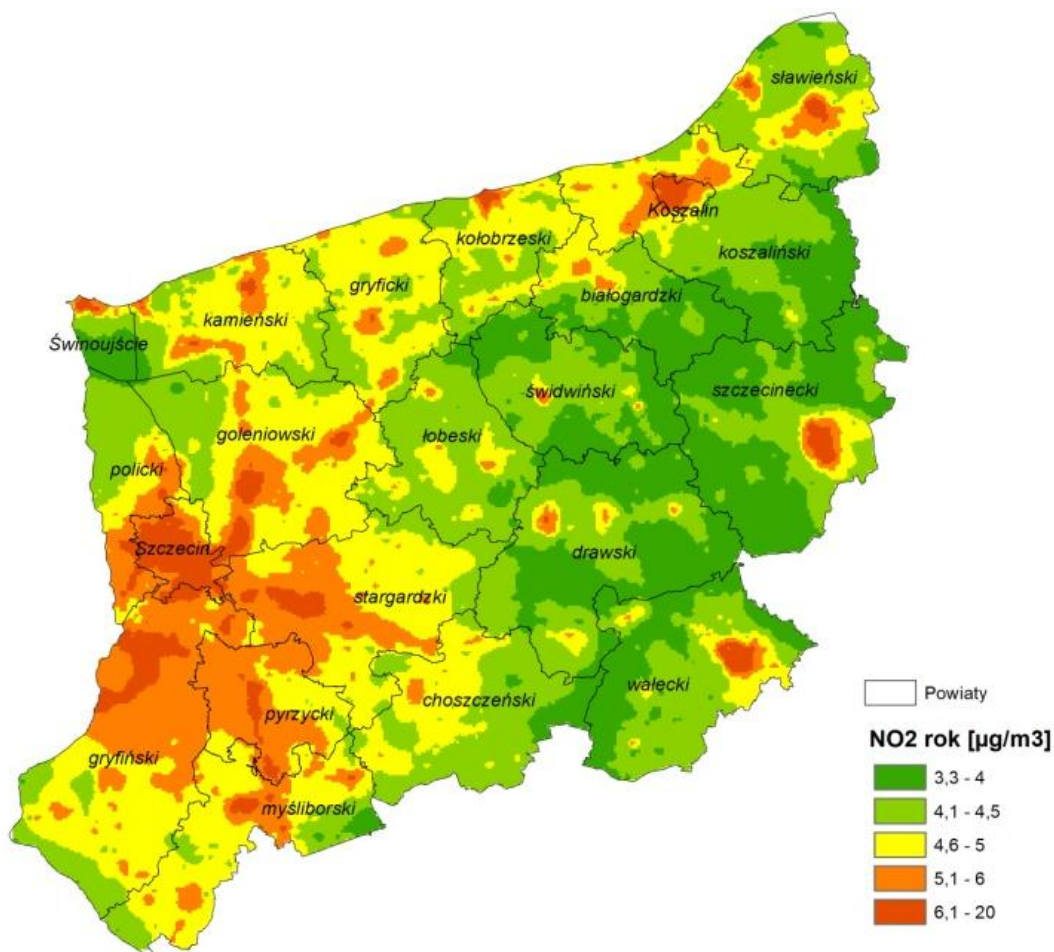 sławieński
Koszalin
kołobrzeski
koszaliński
gryficki
białogardzki
kamieński
Świnoujście
świdwiński
szczecinecki
goleniowski
łobeski
policki
Szczecin
drawski
stargardzki
wałecki
choszczeński
pyrzycki
gryfiński
myśliborski
Powiaty
NO2 rok [µg/m3]
3,3 - 4
4,1 - 4,5
4,6 - 5
5,1 - 6
6,1 - 20